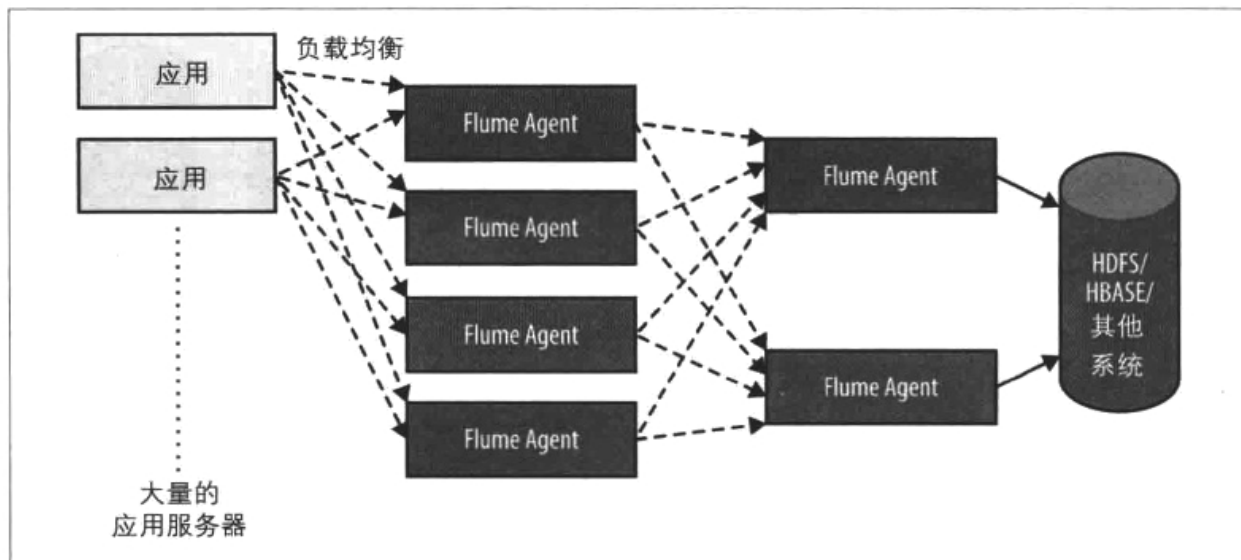 应用
负载均衡
应用
大量的
应用服务器
Flume Agent
Flume Agent
Flume Agent
Flume Agent
Flume Agent
Flume Agent
HDFS/
HBASE/
其他
系统